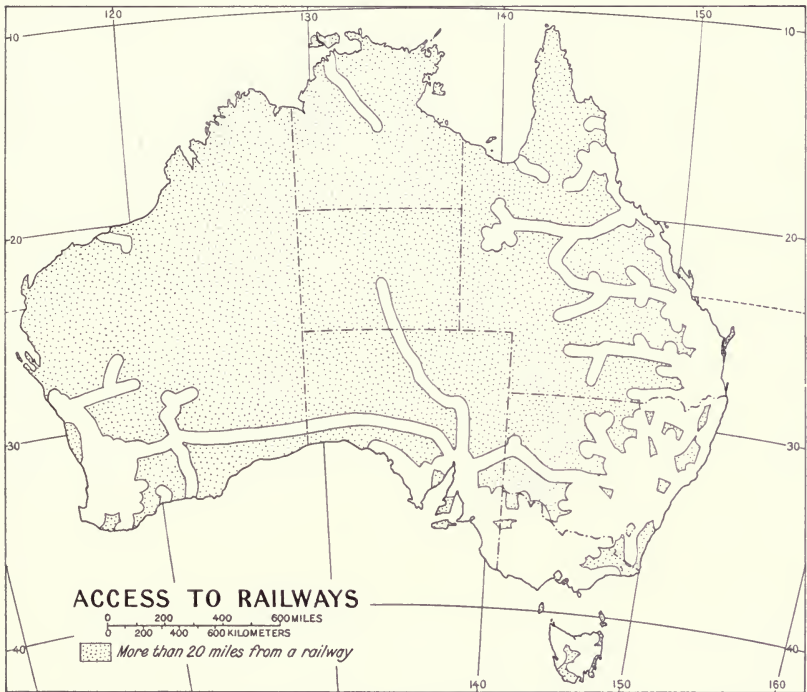 120 130 140 150
10 10
20 20
30 30
ACCESS TO RAILWAYS
0 200 400 600 MILES
0 200 400 600 KILOMETERS
More than 20 miles from a railway
40 40
140 150 160